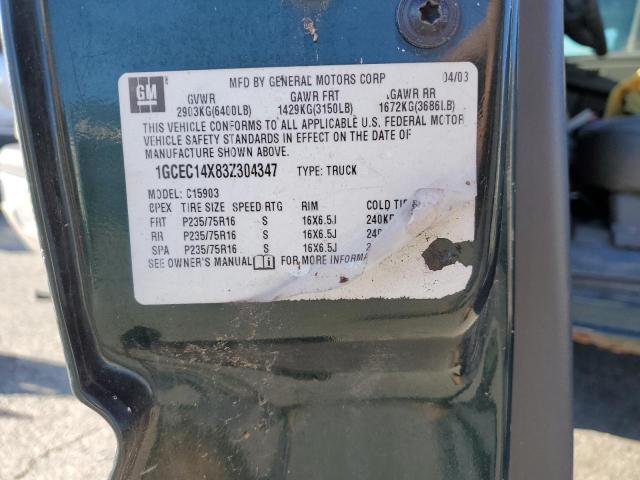 GM
MFD BY GENERAL MOTORS CORP 04/03
GVWR GAWR FRT GAWR RR
2903KG(6400LB) 1429KG(3150LB) 1672KG(3686LB)
THIS VEHICLE CONFORMS TO ALL APPLICABLE U.S. FEDERAL MOTOR
VEHICLE SAFETY STANDARDS IN EFFECT ON THE DATE OF
MANUFACTURE SHOWN ABOVE.
1GCEC14X83Z304347 TYPE: TRUCK
MODEL: C15903
TIRE SIZE SPEED RTG RIM COLD
FRT P235/75R16 S 16X6.5J
RR P235/75R16 S 16X6.5J
SPA P235/75R16 S 16X6.5J
SEE OWNER'S MANUAL FOR MORE